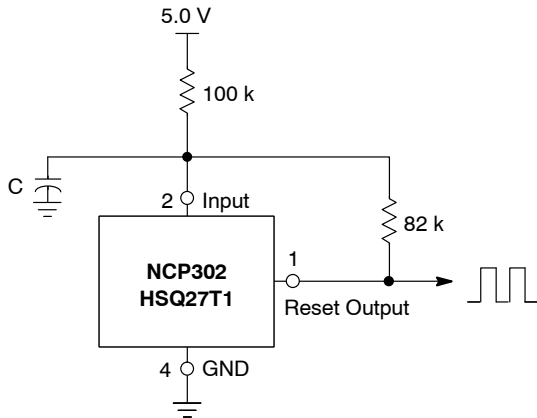 5.0 V
100 k
C
2 Input
82 k
NCP302
HSQ27T1
1
Reset Output
4 GND